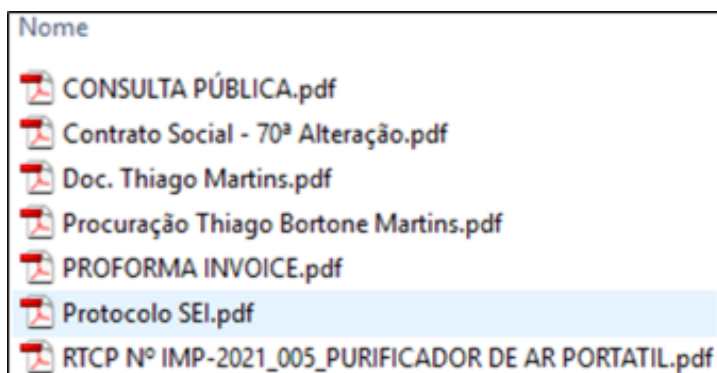 Nome
CONSULTA PÚBLICA.pdf
Contrato Social - 70ª Alteração.pdf
Doc. Thiago Martins.pdf
Procuração Thiago Bortone Martins.pdf
PROFORMA INVOICE.pdf
Protocolo SEI.pdf
RTCP Nº IMP-2021_005_PURIFICADOR DE AR PORTATIL.pdf